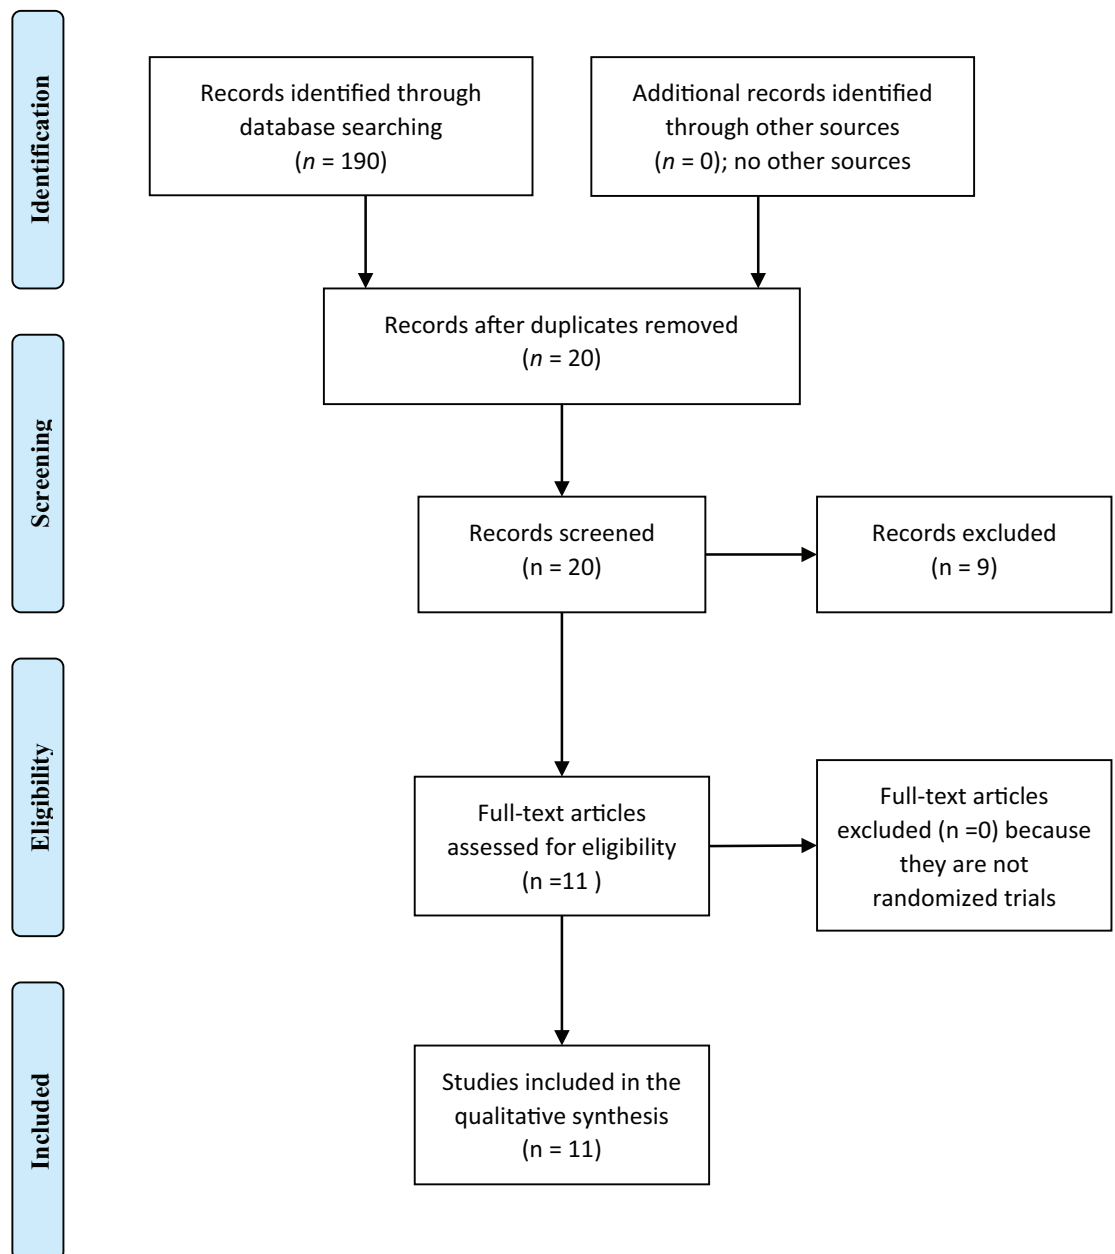 Identification
Records identified through
database searching
(n = 190)
Additional records identified
through other sources
(n = 0); no other sources
Records after duplicates removed
(n = 20)
Screening
Records screened
(n = 20)
Records excluded
(n = 9)
Eligibility
Full-text articles
assessed for eligibility
(n =11 )
Full-text articles
excluded (n =0) because
they are not
randomized trials
Included
Studies included in the
qualitative synthesis
(n = 11)